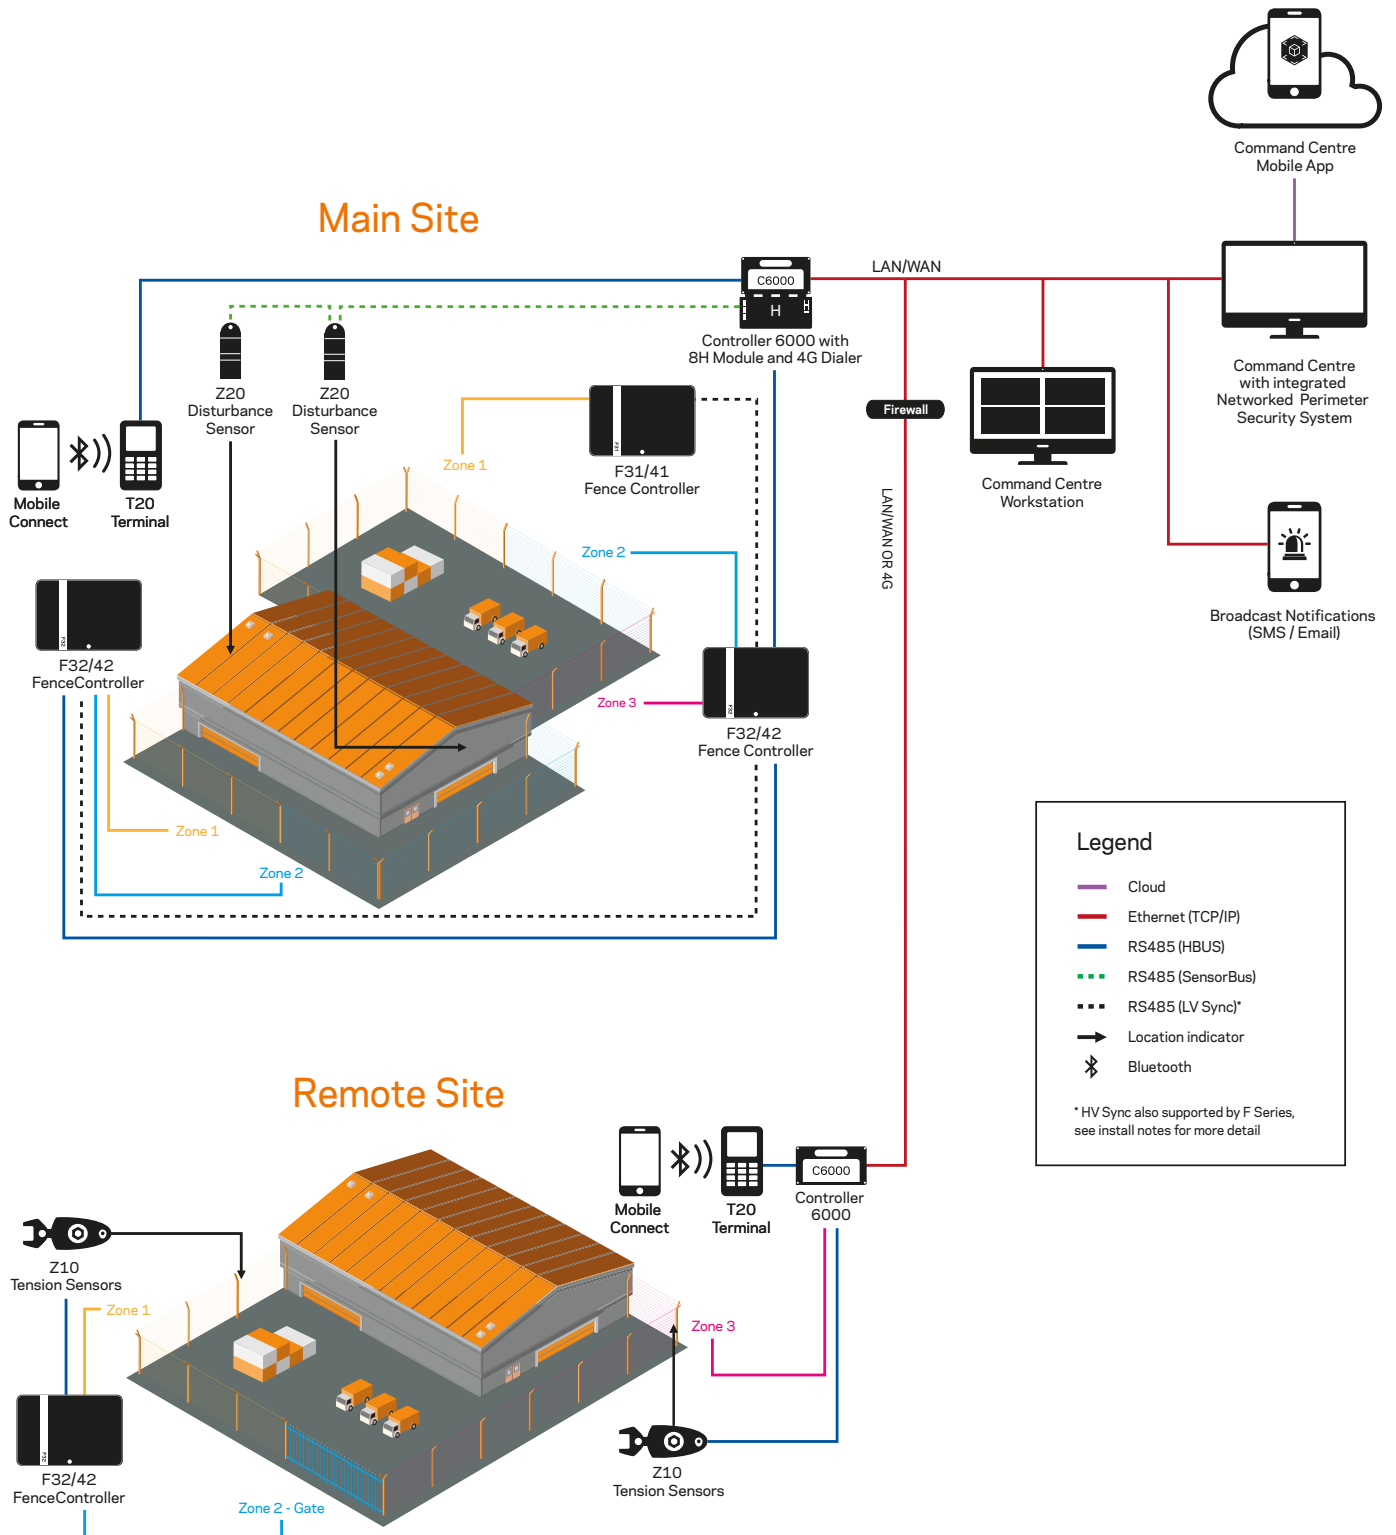 Command Centre
Mobile App
Main Site
LAN/WAN
C6000
H
Controller 6000 with
8H Module and 4G Dialer
Command Centre
with integrated
Networked Perimeter
Security System
Z20
Disturbance
Sensor
Z20
Disturbance
Sensor
Firewall
Zone 1
F31
F31/41
Fence Controller
Command Centre
Workstation
LAN/WAN OR 4G
Mobile
Connect
T20
Terminal
Zone 2
Broadcast Notifications
(SMS / Email)
F32
F32/42
FenceController
Zone 3
F32
F32/42
Fence Controller
Zone 1
Zone 2
Legend
Cloud
Ethernet (TCP/IP)
RS485 (HBUS)
RS485 (SensorBus)
RS485 (LV Sync)*
Location indicator
Bluetooth
* HV Sync also supported by F Series,
see install notes for more detail
Remote Site
C6000
Controller
6000
Mobile
Connect
T20
Terminal
Z10
Tension Sensors
Zone 1
Zone 3
F32
F32/42
FenceController
Z10
Tension Sensors
Zone 2 - Gate